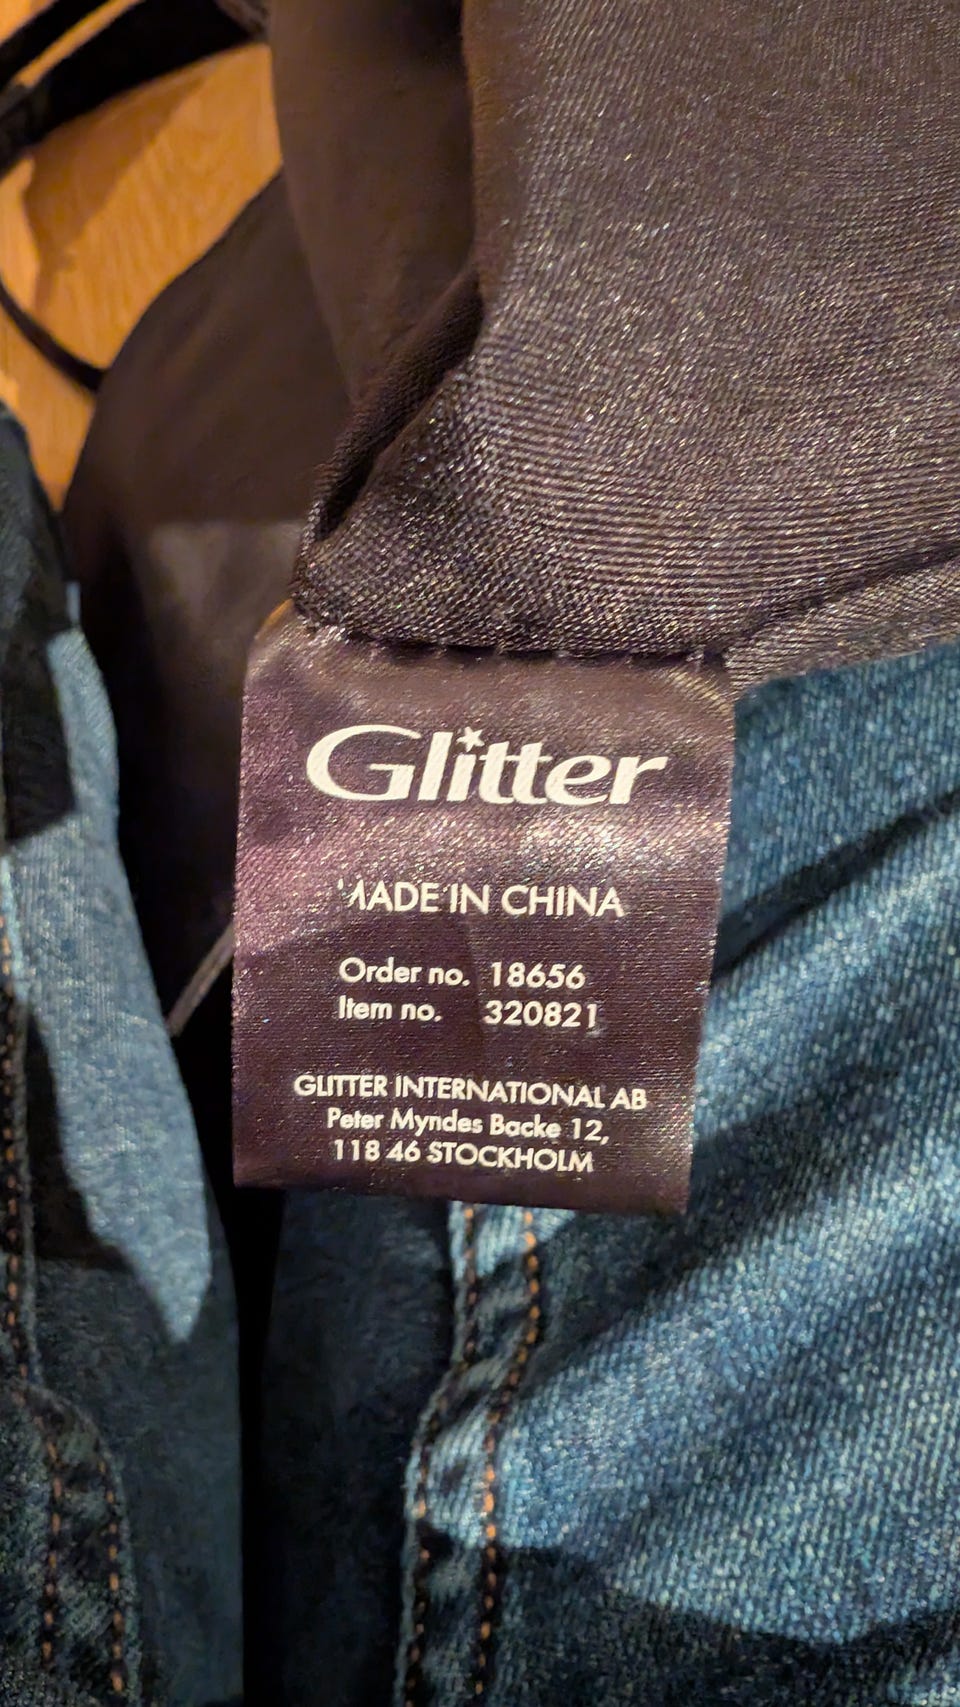 Glitter
MADE IN CHINA
Order no. 18656
Item no. 320821
GLITTER INTERNATIONAL AB
Peter Myndes Backe 12,
118 46 STOCKHOLM